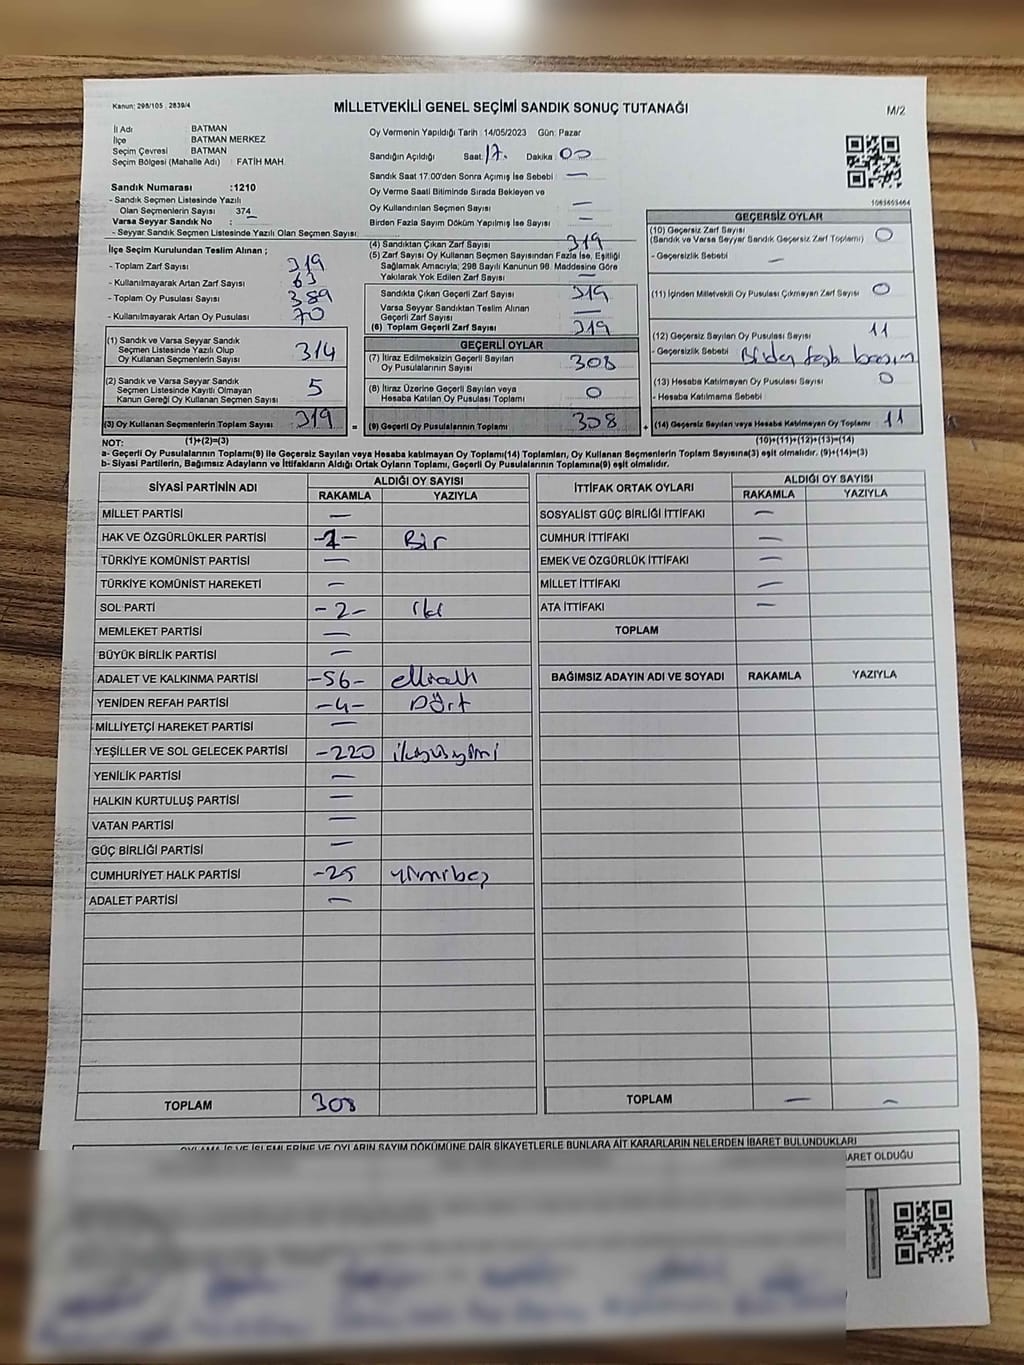 Kanun: 298/105 , 2839/4
MİLLETVEKİLİ GENEL SEÇİMİ SANDIK SONUÇ TUTANAĞI
M/2
İl Adı BATMAN
İlçe BATMAN MERKEZ
Seçim Çevresi BATMAN
Seçim Bölgesi (Mahalle Adı) : FATİH MAH.
Oy Vermenin Yapıldığı Tarih : 14/05/2023 Gün: Pazar
Sandığın Açıldığı Saat: 17. Dakika : 00
Sandık Saat 17:00'den Sonra Açımış İse Sebebi : —
Oy Verme Saati Bitiminde Sırada Bekleyen ve
Oy Kullandırılan Seçmen Sayısı : —
Birden Fazla Sayım Döküm Yapılmış İse Sayısı : —
Sandık Numarası :1210
- Sandık Seçmen Listesinde Yazılı
Olan Seçmenlerin Sayısı 374
Varsa Seyyar Sandık No :
- Seyyar Sandık Seçmen Listesinde Yazılı Olan Seçmen Sayısı:
İlçe Seçim Kurulundan Teslim Alınan ;
- Toplam Zarf Sayısı : 319
- Kullanılmayarak Artan Zarf Sayısı : 63
- Toplam Oy Pusulası Sayısı : 389
- Kullanılmayarak Artan Oy Pusulası : 70
(1) Sandık ve Varsa Seyyar Sandık
Seçmen Listesinde Yazılı Olup
Oy Kullanan Seçmenlerin Sayısı : 314
(2) Sandık ve Varsa Seyyar Sandık
Seçmen Listesinde Kayıtlı Olmayan
Kanun Gereği Oy Kullanan Seçmen Sayısı : 5
(3) Oy Kullanan Seçmenlerin Toplam Sayısı : 319 =
(4) Sandıktan Çıkan Zarf Sayısı : 319
(5) Zarf Sayısı Oy Kullanan Seçmen Sayısından Fazla İse, Eşitliği
Sağlamak Amacıyla; 298 Sayılı Kanunun 98. Maddesine Göre
Yakılarak Yok Edilen Zarf Sayısı : —
Sandıkta Çıkan Geçerli Zarf Sayısı : 319
Varsa Seyyar Sandıktan Teslim Alınan
Geçerli Zarf Sayısı : —
(6) Toplam Geçerli Zarf Sayısı : 319
GEÇERLİ OYLAR
(7) İtiraz Edilmeksizin Geçerli Sayılan
Oy Pusulalarının Sayısı : 308
(8) İtiraz Üzerine Geçerli Sayılan veya
Hesaba Katılan Oy Pusulası Toplamı : 0
(9) Geçerli Oy Pusulalarının Toplamı : 308 +
1083603464
GEÇERSİZ OYLAR
(10) Geçersiz Zarf Sayısı : 0
(Sandık ve Varsa Seyyar Sandık Geçersiz Zarf Toplamı)
- Geçersizlik Sebebi : —
(11) İçinden Milletvekili Oy Pusulası Çıkmayan Zarf Sayısı : 0
(12) Geçersiz Sayılan Oy Pusulası Sayısı : 11
- Geçersizlik Sebebi : Birden fazla basım
(13) Hesaba Katılmayan Oy Pusulası Sayısı : 0
- Hesaba Katılmama Sebebi :
(14) Geçersiz Sayılan veya Hesaba Katılmayan Oy Toplamı : 11
NOT: (1)+(2)=(3) (10)+(11)+(12)+(13)=(14)
a- Geçerli Oy Pusulalarının Toplamı(9) ile Geçersiz Sayılan veya Hesaba katılmayan Oy Toplamı(14) Toplamları, Oy Kullanan Seçmenlerin Toplam Sayısına(3) eşit olmalıdır. (9)+(14)=(3)
b- Siyasi Partilerin, Bağımsız Adayların ve İttifakların Aldığı Ortak Oyların Toplamı, Geçerli Oy Pusulalarının Toplamına(9) eşit olmalıdır.
SİYASİ PARTİNİN ADI ALDIĞI OY SAYISI
RAKAMLA YAZIYLA
MİLLET PARTİSİ —
HAK VE ÖZGÜRLÜKLER PARTİSİ -1- Bir
TÜRKİYE KOMÜNİST PARTİSİ —
TÜRKİYE KOMÜNİST HAREKETİ —
SOL PARTİ -2- iki
MEMLEKET PARTİSİ —
BÜYÜK BİRLİK PARTİSİ —
ADALET VE KALKINMA PARTİSİ -56- elli altı
YENİDEN REFAH PARTİSİ -4- Dört
MİLLİYETÇİ HAREKET PARTİSİ —
YEŞİLLER VE SOL GELECEK PARTİSİ -220 ikiyüzyirmi
YENİLİK PARTİSİ —
HALKIN KURTULUŞ PARTİSİ —
VATAN PARTİSİ —
GÜÇ BİRLİĞİ PARTİSİ —
CUMHURİYET HALK PARTİSİ -25 yirmibeş
ADALET PARTİSİ —
TOPLAM 308
İTTİFAK ORTAK OYLARI ALDIĞI OY SAYISI
RAKAMLA YAZIYLA
SOSYALİST GÜÇ BİRLİĞİ İTTİFAKI —
CUMHUR İTTİFAKI —
EMEK VE ÖZGÜRLÜK İTTİFAKI —
MİLLET İTTİFAKI —
ATA İTTİFAKI —
TOPLAM
BAĞIMSIZ ADAYIN ADI VE SOYADI RAKAMLA YAZIYLA
TOPLAM — —
OYLAMA İŞ VE İŞLEMLERİNE VE OYLARIN SAYIM DÖKÜMÜNE DAİR ŞİKAYETLERLE BUNLARA AİT KARARLARIN NELERDEN İBARET BULUNDUKLARI
BARET OLDUĞU